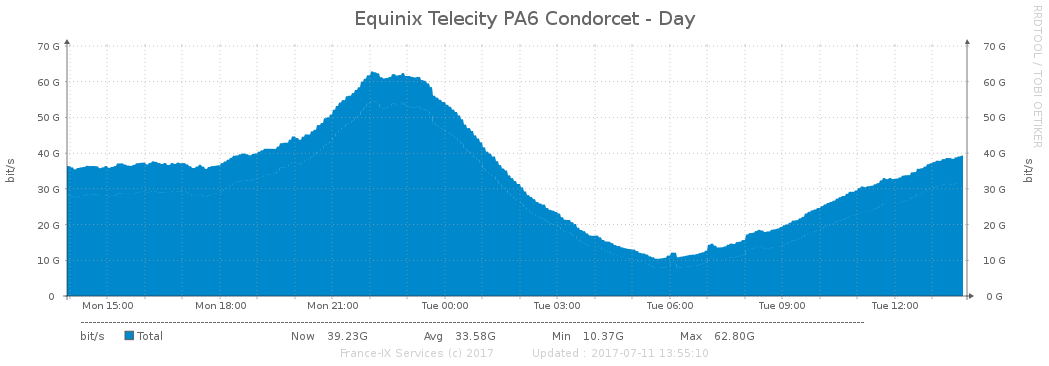 Equinix Telecity PA6 Condorcet - Day
RRDTOOL / TOBI OETIKER
70 G 70 G
60 G 60 G
50 G 50 G
40 G 40 G
30 G 30 G
20 G 20 G
10 G 10 G
0 0 G
bit/s bit/s
Mon 15:00 Mon 18:00 Mon 21:00 Tue 00:00 Tue 03:00 Tue 06:00 Tue 09:00 Tue 12:00
bit/s Total Now 39.23G Avg 33.58G Min 10.37G Max 62.80G
France-IX Services (c) 2017 Updated : 2017-07-11 13:55:10